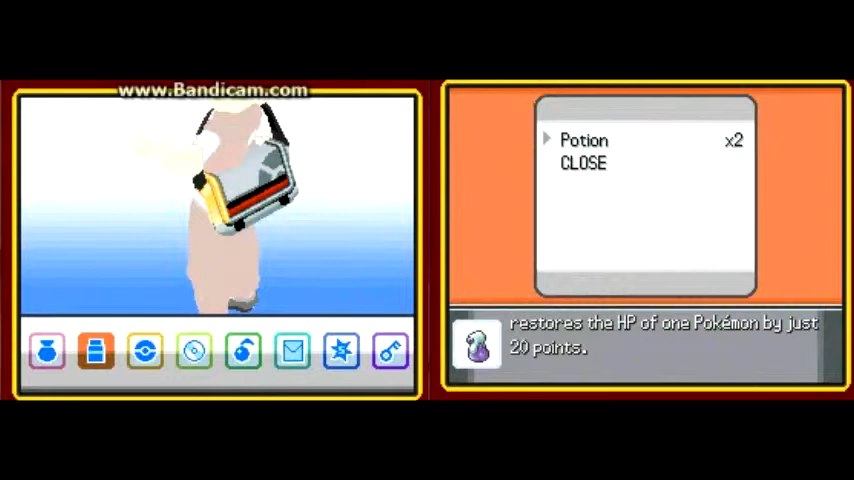 www.Bandicam.com
Potion x2
CLOSE
restores the HP of one Pokémon by just
20 points.